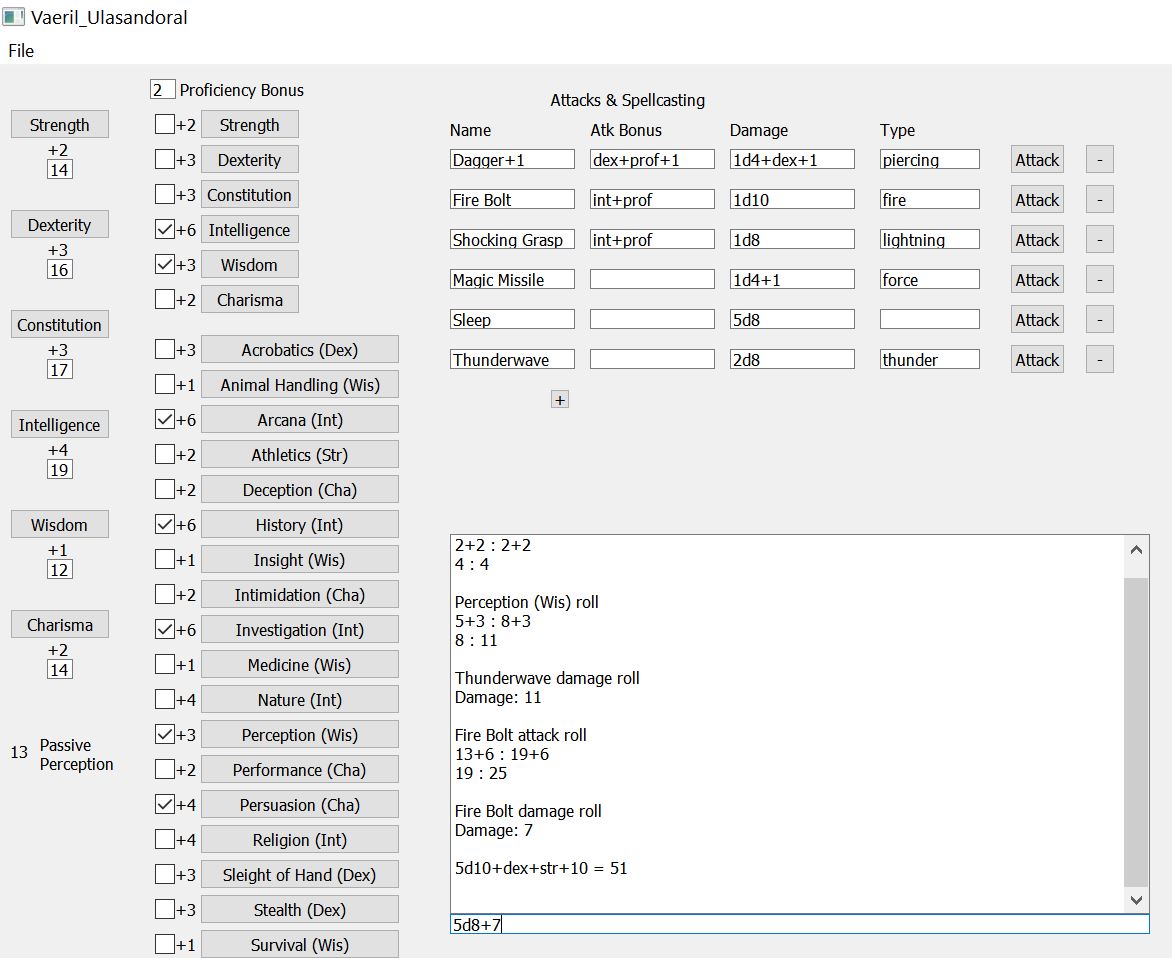 Vaeril_Ulasandoral
File
2 Proficiency Bonus
Strength
+2
14
Dexterity
+3
16
Constitution
+3
17
Intelligence
+4
19
Wisdom
+1
12
Charisma
+2
14
13 Passive
Perception
+2 Strength
+3 Dexterity
+3 Constitution
+6 Intelligence
+3 Wisdom
+2 Charisma
+3 Acrobatics (Dex)
+1 Animal Handling (Wis)
+6 Arcana (Int)
+2 Athletics (Str)
+2 Deception (Cha)
+6 History (Int)
+1 Insight (Wis)
+2 Intimidation (Cha)
+6 Investigation (Int)
+1 Medicine (Wis)
+4 Nature (Int)
+3 Perception (Wis)
+2 Performance (Cha)
+4 Persuasion (Cha)
+4 Religion (Int)
+3 Sleight of Hand (Dex)
+3 Stealth (Dex)
+1 Survival (Wis)
Attacks & Spellcasting
Name Atk Bonus Damage Type
Dagger+1 dex+prof+1 1d4+dex+1 piercing Attack -
Fire Bolt int+prof 1d10 fire Attack -
Shocking Grasp int+prof 1d8 lightning Attack -
Magic Missile 1d4+1 force Attack -
Sleep 5d8 Attack -
Thunderwave 2d8 thunder Attack -
+
2+2 : 2+2
4 : 4
Perception (Wis) roll
5+3 : 8+3
8 : 11
Thunderwave damage roll
Damage: 11
Fire Bolt attack roll
13+6 : 19+6
19 : 25
Fire Bolt damage roll
Damage: 7
5d10+dex+str+10 = 51
5d8+7